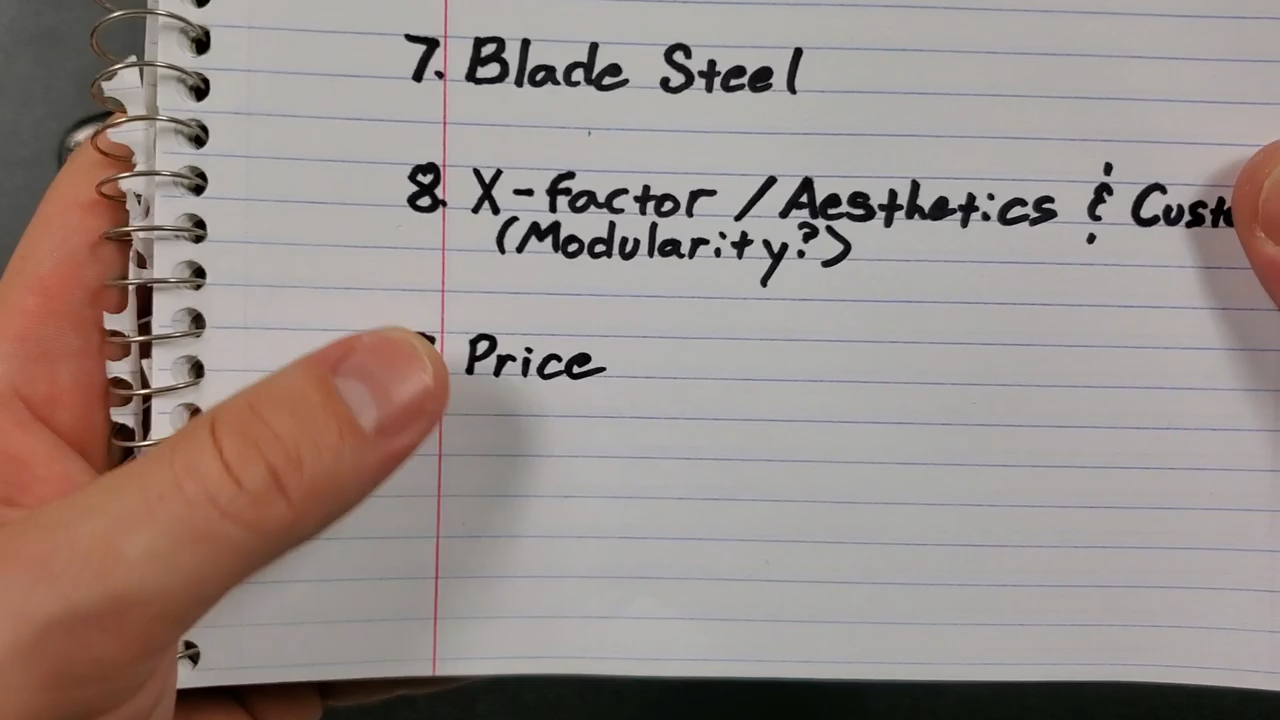 7. Blade Steel
8. X-factor / Aesthetics &
(Modularity?)
Price